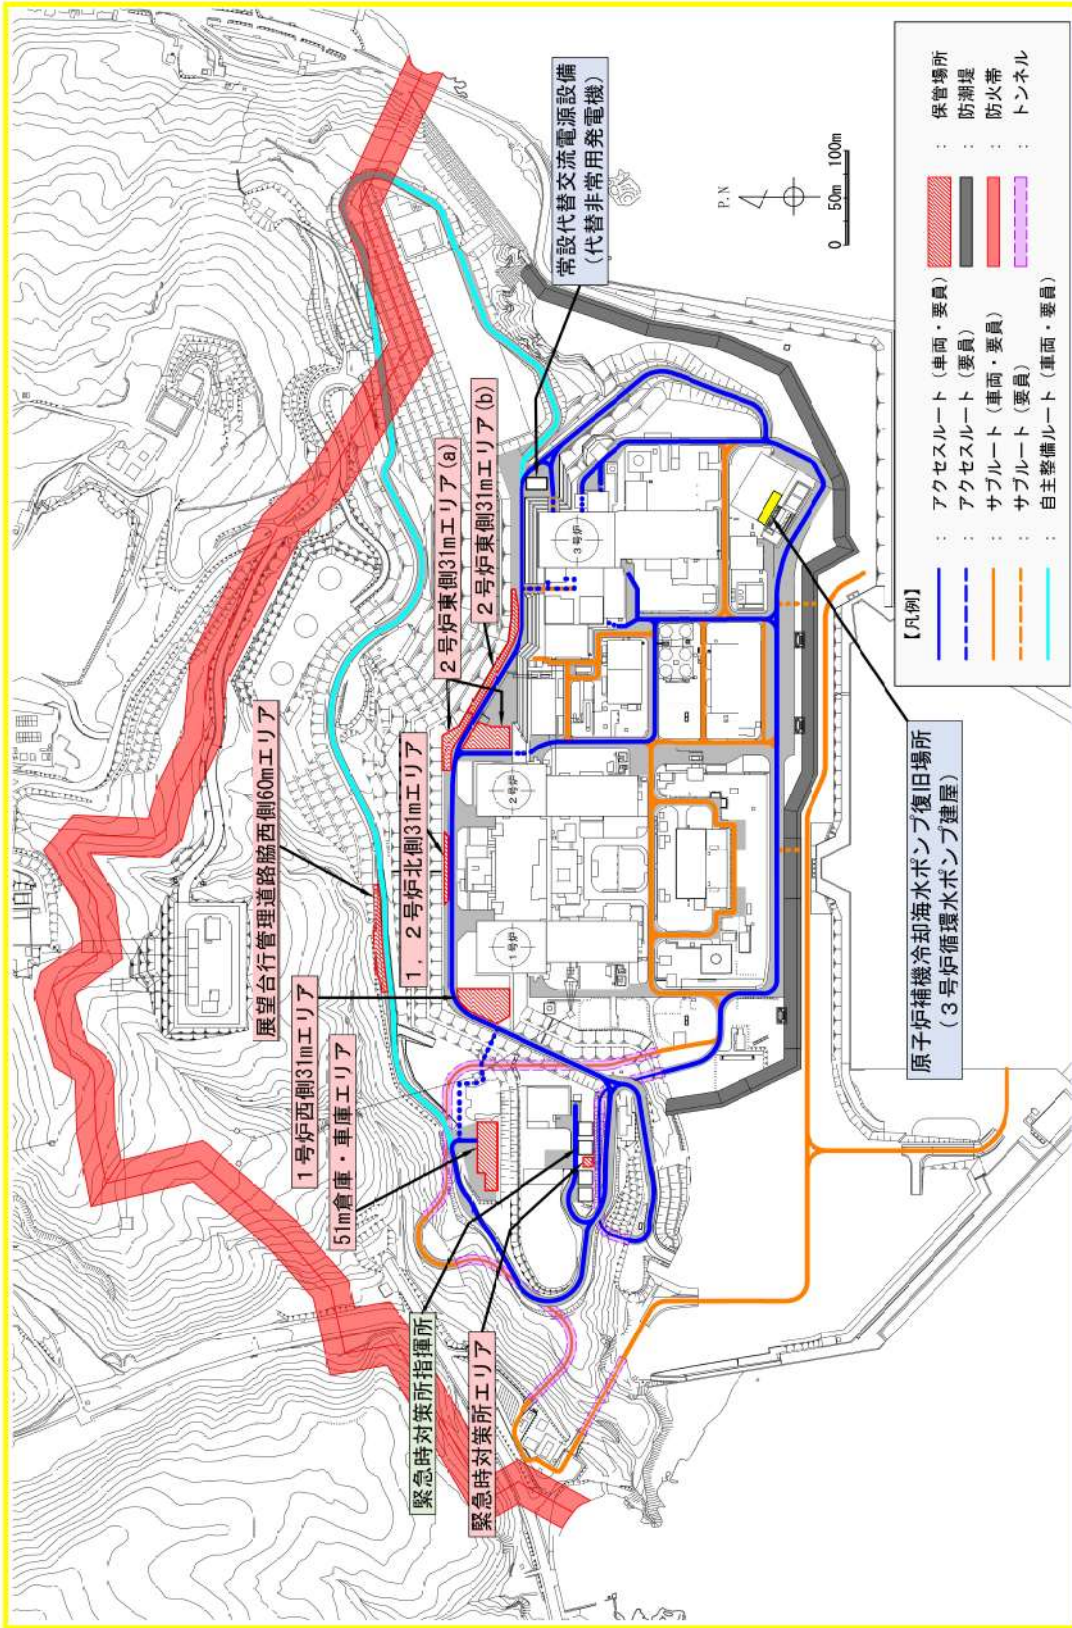 展望台行管理道路脇西側60mエリア
1号炉西側31mエリア
51m倉庫・車庫エリア
1，2号炉北側31mエリア
2号炉東側31mエリア(a)
2号炉東側31mエリア(b)
常設代替交流電源設備
（代替非常用発電機）
緊急時対策所指揮所
緊急時対策所エリア
1号炉
2号炉
3号炉
原子炉補機冷却海水ポンプ復旧場所
（3号炉循環水ポンプ建屋）
P.N
0 50m 100m
【凡例】
：アクセスルート（車両・要員）
：アクセスルート（要員）
：サブルート（車両・要員）
：サブルート（要員）
：自主整備ルート（車両・要員）
：保管場所
：防潮堤
：防火帯
：トンネル